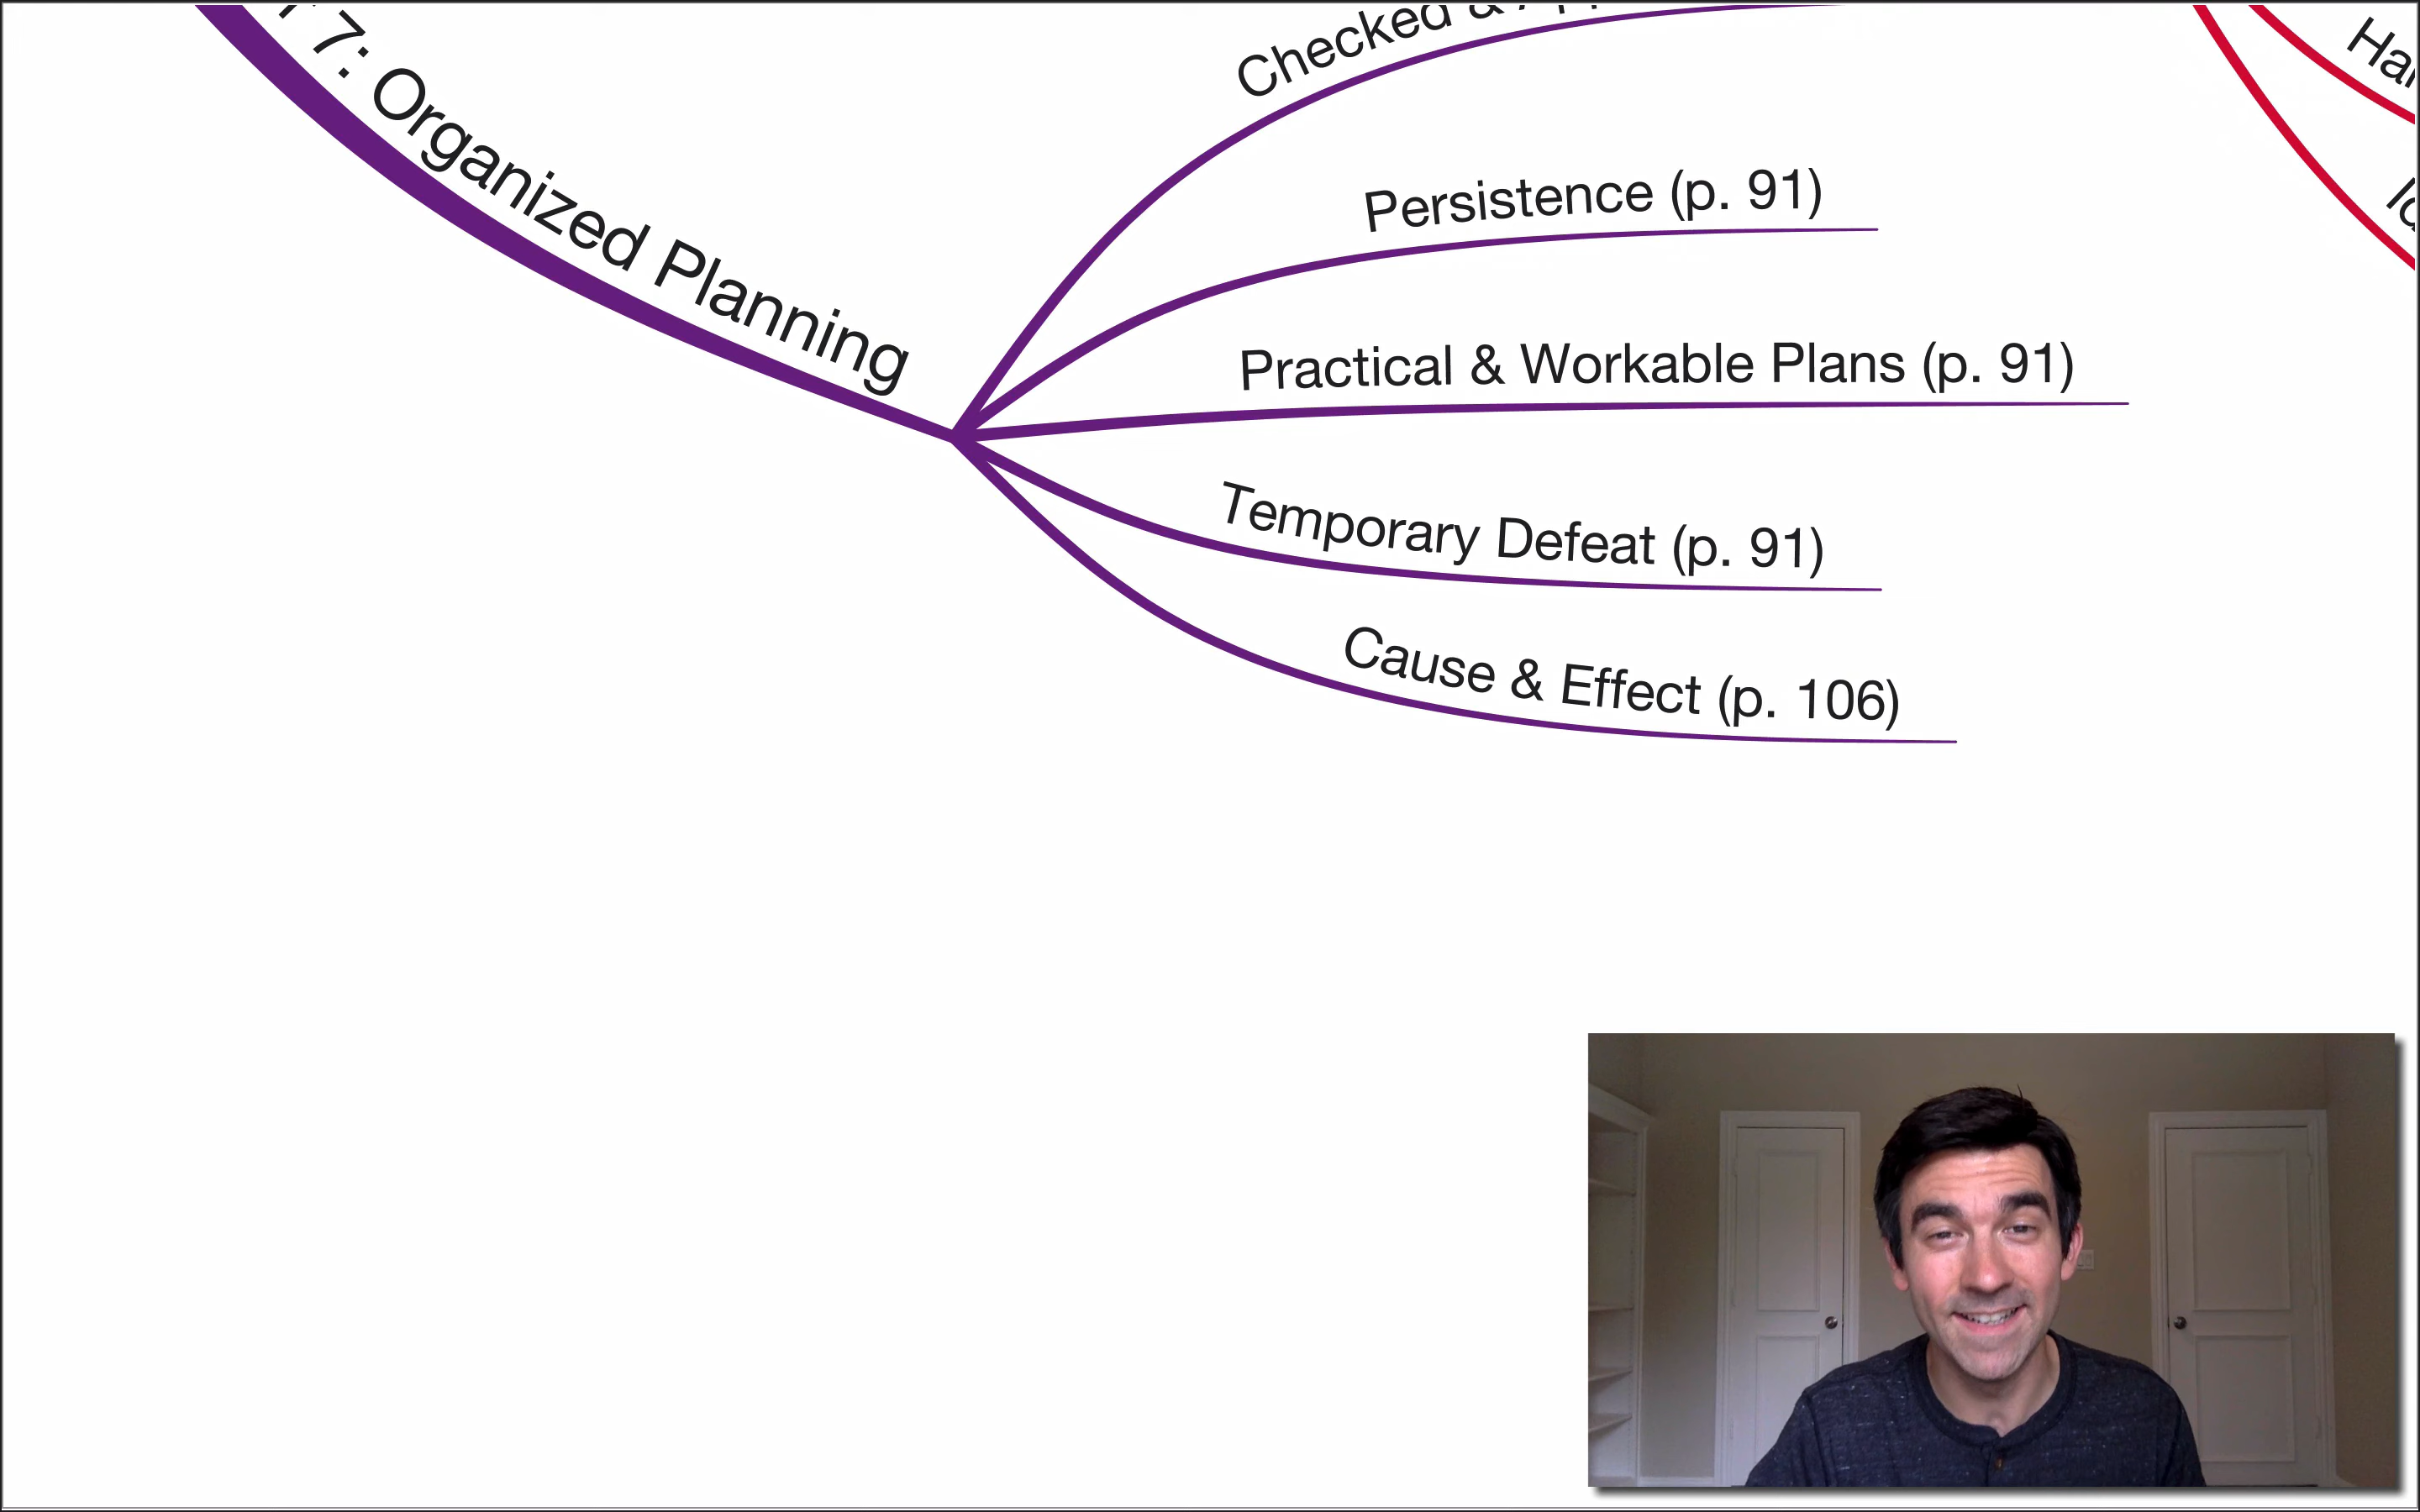 7: Organized Planning
Checked &
Persistence (p. 91)
Practical & Workable Plans (p. 91)
Temporary Defeat (p. 91)
Cause & Effect (p. 106)